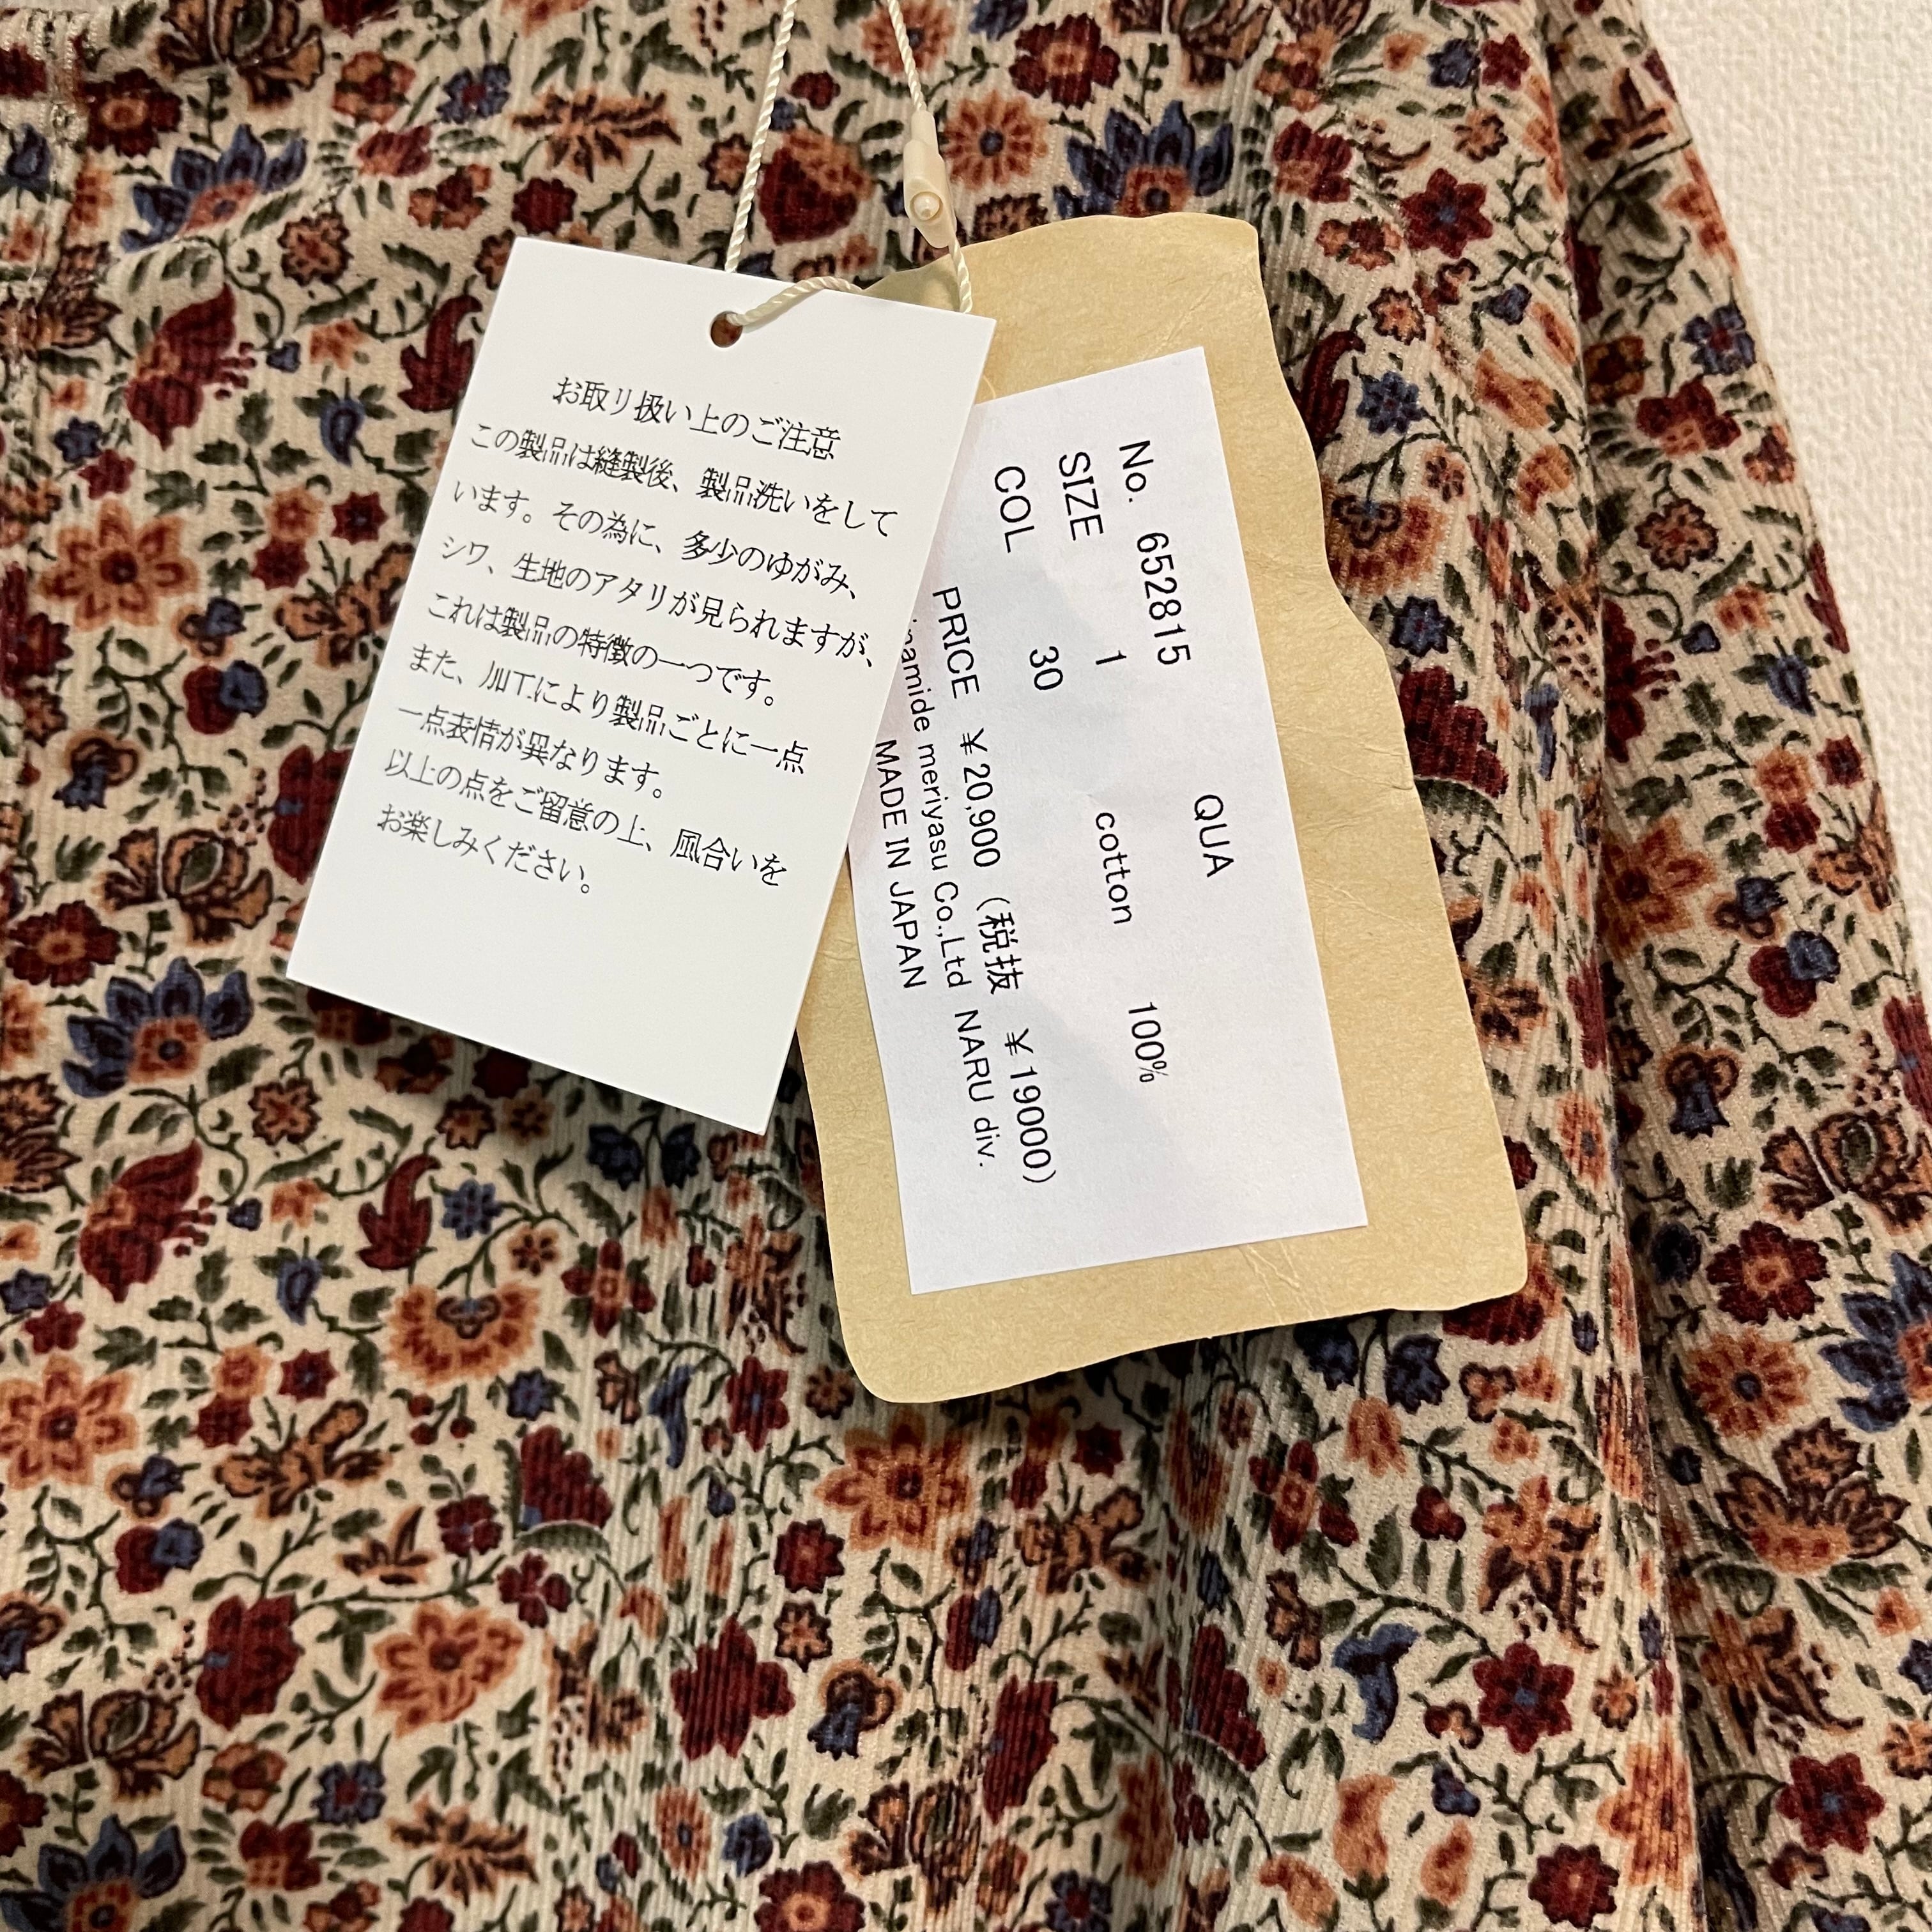 お取り扱い上のご注意
この製品は縫製後、製品洗いをして
います。その為に、多少のゆがみ、
シワ、生地のアタリが見られますが、
これは製品の特徴の一つです。
また、加工により製品ごとに一点
一点表情が異なります。
以上の点をご留意の上、風合いを
お楽しみください。
No. 652815 QUA
SIZE 1 cotton 100%
COL 30
PRICE ¥20,900 (税抜 ¥19000)
meriyasu Co.,Ltd NARU div.
MADE IN JAPAN